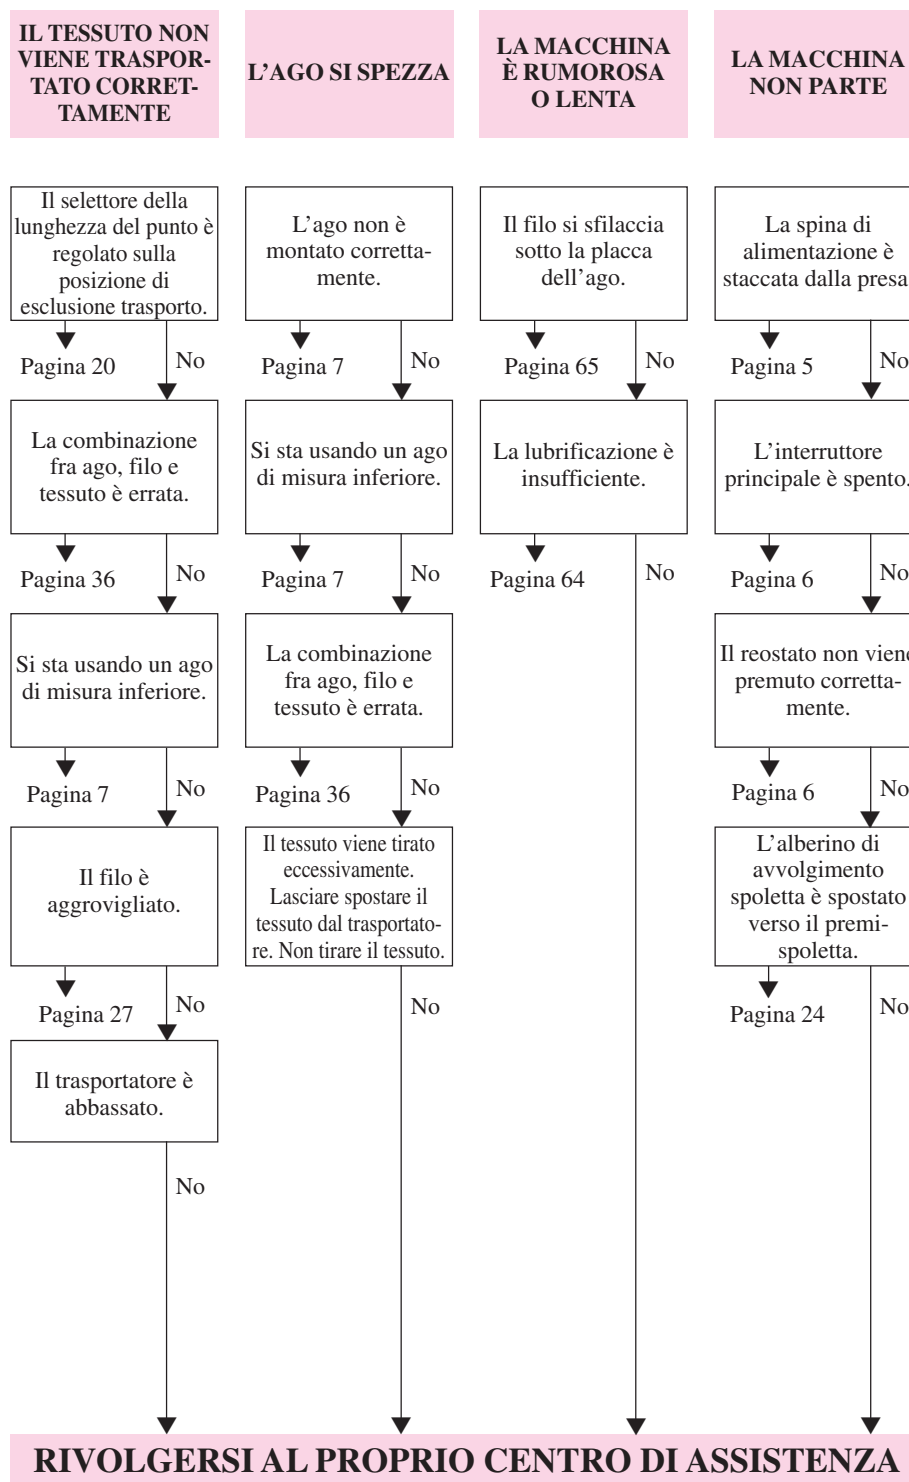 IL TESSUTO NON
VIENE TRASPOR-
TATO CORRET-
TAMENTE
Il selettore della
lunghezza del punto è
regolato sulla
posizione di
esclusione trasporto.
Pagina 20
No
La combinazione
fra ago, filo e
tessuto è errata.
Pagina 36
No
Si sta usando un ago
di misura inferiore.
Pagina 7
No
Il filo è
aggrovigliato.
Pagina 27
No
Il trasportatore è
abbassato.
No
L'AGO SI SPEZZA
L'ago non è
montato corretta-
mente.
Pagina 7
No
Si sta usando un ago
di misura inferiore.
Pagina 7
No
La combinazione
fra ago, filo e
tessuto è errata.
Pagina 36
No
Il tessuto viene tirato
eccessivamente.
Lasciare spostare il
tessuto dal trasportato-
re. Non tirare il tessuto.
No
LA MACCHINA
È RUMOROSA
O LENTA
Il filo si sfilaccia
sotto la placca
dell'ago.
Pagina 65
No
La lubrificazione è
insufficiente.
Pagina 64
No
LA MACCHINA
NON PARTE
La spina di
alimentazione è
staccata dalla presa
Pagina 5
No
L'interruttore
principale è spento.
Pagina 6
No
Il reostato non viene
premuto corretta-
mente.
Pagina 6
No
L'alberino di
avvolgimento
spoletta è spostato
verso il premi-
spoletta.
Pagina 24
No
RIVOLGERSI AL PROPRIO CENTRO DI ASSISTENZA